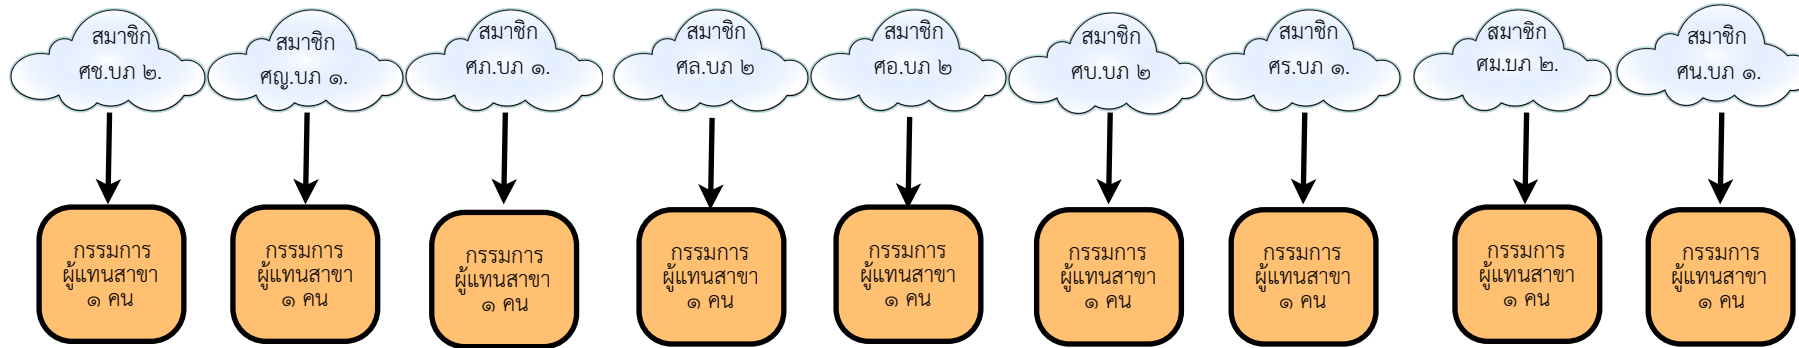 สมาชิก
ศช.บภ ๒.
สมาชิก
ศญ.บภ ๑.
สมาชิก
ศภ.บภ ๑.
สมาชิก
ศล.บภ ๒
สมาชิก
ศอ.บภ ๒
สมาชิก
ศบ.บภ ๒
สมาชิก
ศร.บภ ๑.
สมาชิก
ศม.บภ ๒.
สมาชิก
ศน.บภ ๑.
กรรมการ
ผู้แทนสาขา
๑ คน
กรรมการ
ผู้แทนสาขา
๑ คน
กรรมการ
ผู้แทนสาขา
๑ คน
กรรมการ
ผู้แทนสาขา
๑ คน
กรรมการ
ผู้แทนสาขา
๑ คน
กรรมการ
ผู้แทนสาขา
๑ คน
กรรมการ
ผู้แทนสาขา
๑ คน
กรรมการ
ผู้แทนสาขา
๑ คน
กรรมการ
ผู้แทนสาขา
๑ คน